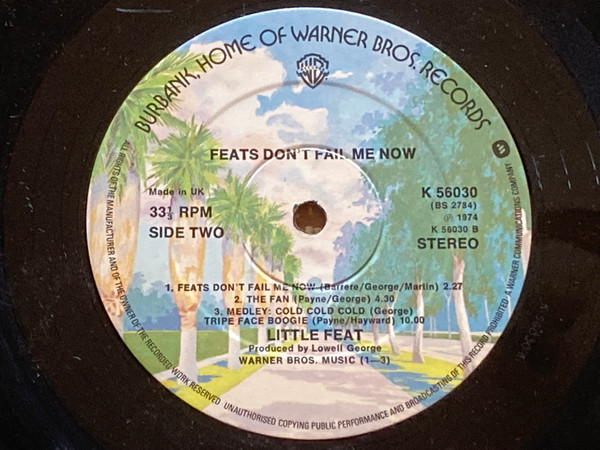 BURBANK, HOME OF WARNER BROS. RECORDS
FEATS DON'T FAIL ME NOW
Made in UK
33⅓ RPM
SIDE TWO
K 56030
(BS 2784)
℗ 1974
K 56030 B
STEREO
1. FEATS DON'T FAIL ME NOW (Barrere/George/Martin) 2.27
2. THE FAN (Payne/George) 4.30
3. MEDLEY: COLD COLD COLD (George)
TRIPE FACE BOOGIE (Payne/Hayward) 10.00
LITTLE FEAT
Produced by Lowell George
WARNER BROS. MUSIC (1—3)
ALL RIGHTS OF THE MANUFACTURER AND OF THE OWNER OF THE RECORDED WORK RESERVED · UNAUTHORISED COPYING PUBLIC PERFORMANCE AND BROADCASTING OF THIS RECORD PROHIBITED · A WARNER COMMUNICATIONS COMPANY